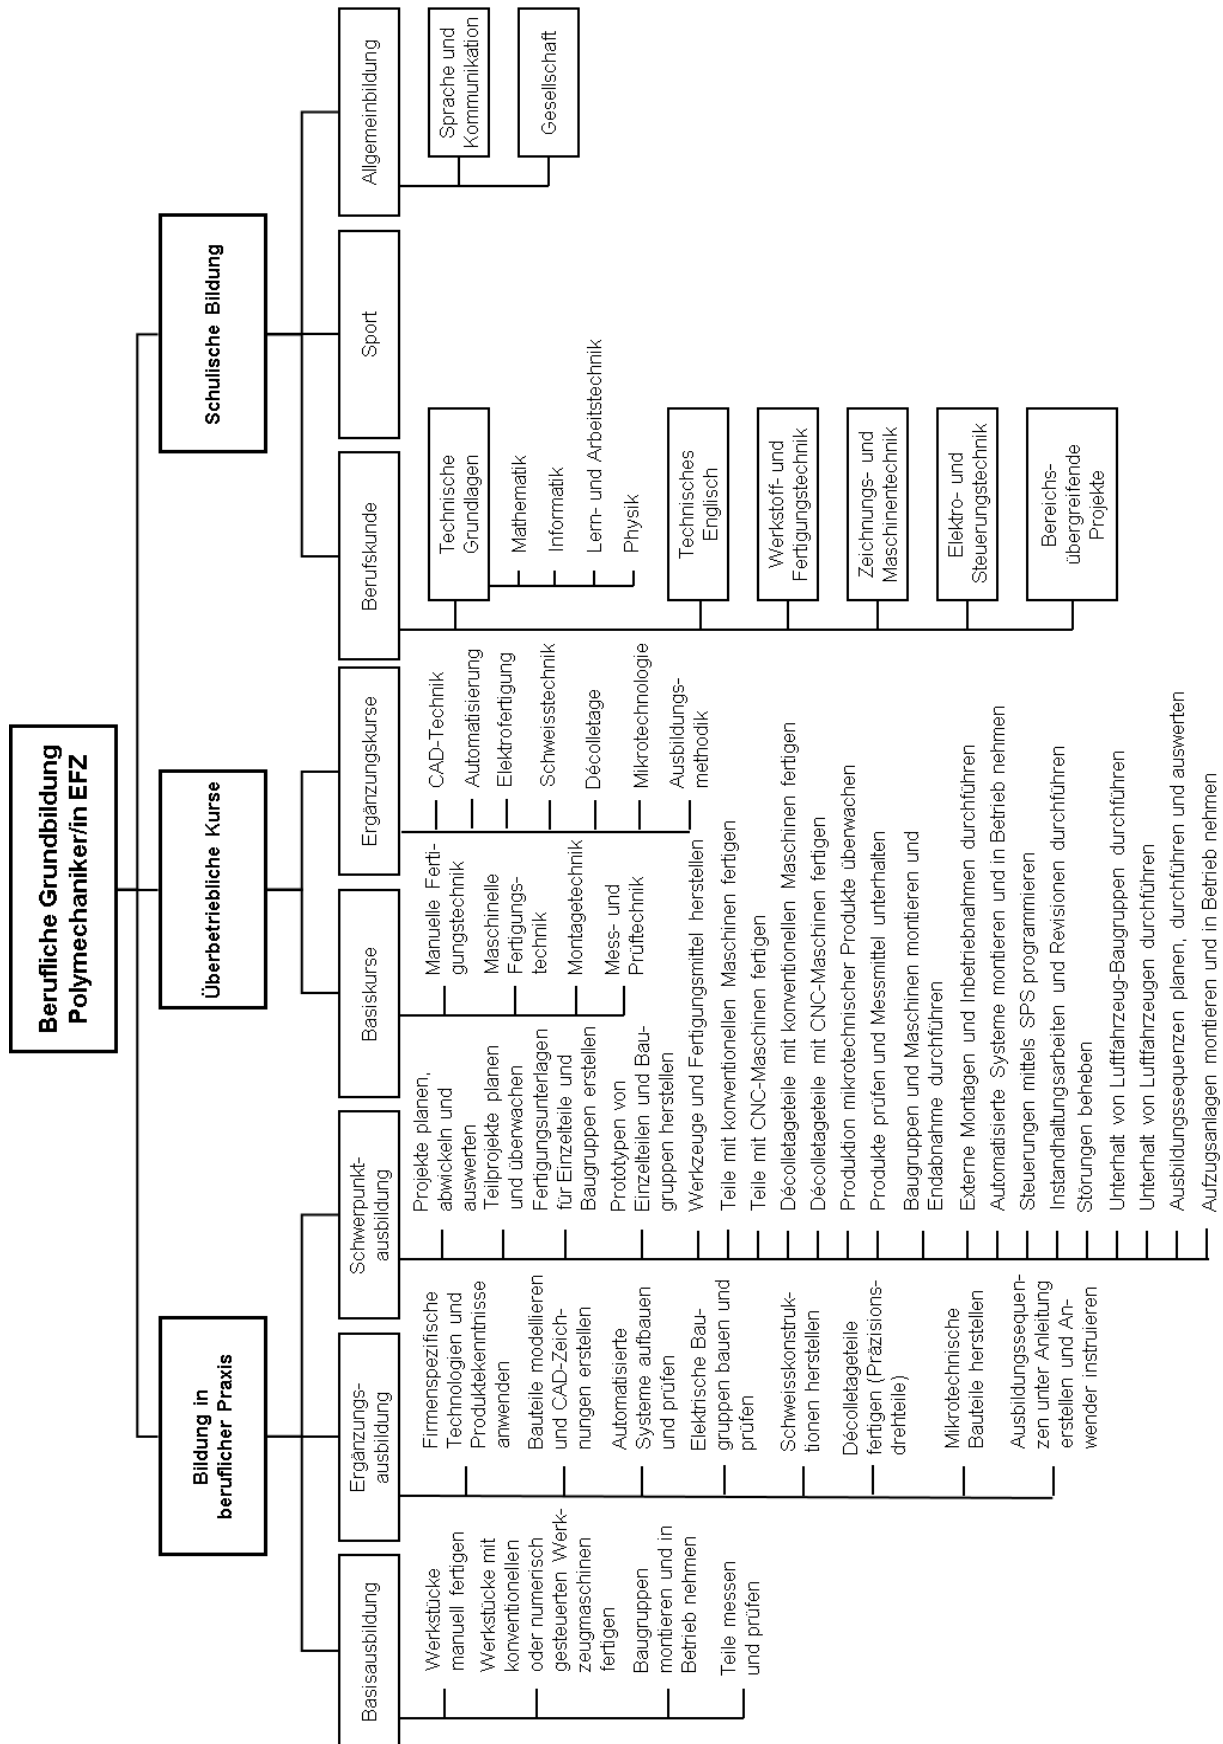 Berufliche Grundbildung
Polymechaniker/in EFZ
Bildung in
beruflicher Praxis
Überbetriebliche Kurse
Schulische Bildung
Basisausbildung
Ergänzungs-
ausbildung
Schwerpunkt-
ausbildung
Basiskurse
Ergänzungskurse
Berufskunde
Sport
Allgemeinbildung
Werkstücke
manuell fertigen
Werkstücke mit
konventionellen
oder numerisch
gesteuerten Werk-
zeugmaschinen
fertigen
Baugruppen
montieren und in
Betrieb nehmen
Teile messen
und prüfen
Firmenspezifische
Technologien und
Produktekenntnisse
anwenden
Bauteile modellieren
und CAD-Zeich-
nungen erstellen
Automatisierte
Systeme aufbauen
und prüfen
Elektrische Bau-
gruppen bauen und
prüfen
Schweisskonstruk-
tionen herstellen
Décolletageteile
fertigen (Präzisions-
drehteile)
Mikrotechnische
Bauteile herstellen
Ausbildungssequen-
zen unter Anleitung
erstellen und An-
wender instruieren
Projekte planen,
abwickeln und
auswerten
Teilprojekte planen
und überwachen
Fertigungsunterlagen
für Einzelteile und
Baugruppen erstellen
Prototypen von
Einzelteilen und Bau-
gruppen herstellen
Werkzeuge und Fertigungsmittel herstellen
Teile mit konventionellen Maschinen fertigen
Teile mit CNC-Maschinen fertigen
Décolletageteile mit konventionellen Maschinen fertigen
Décolletageteile mit CNC-Maschinen fertigen
Produktion mikrotechnischer Produkte überwachen
Produkte prüfen und Messmittel unterhalten
Baugruppen und Maschinen montieren und
Endabnahme durchführen
Externe Montagen und Inbetriebnahmen durchführen
Automatisierte Systeme montieren und in Betrieb nehmen
Steuerungen mittels SPS programmieren
Instandhaltungsarbeiten und Revisionen durchführen
Störungen beheben
Unterhalt von Luftfahrzeug-Baugruppen durchführen
Unterhalt von Luftfahrzeugen durchführen
Ausbildungssequenzen planen, durchführen und auswerten
Aufzugsanlagen montieren und in Betrieb nehmen
Manuelle Ferti-
gungstechnik
Maschinelle
Fertigungs-
technik
Montagetechnik
Mess- und
Prüftechnik
CAD-Technik
Automatisierung
Elektrofertigung
Schweisstechnik
Décolletage
Mikrotechnologie
Ausbildungs-
methodik
Technische
Grundlagen
Mathematik
Informatik
Lern- und Arbeitstechnik
Physik
Technisches
Englisch
Werkstoff- und
Fertigungstechnik
Zeichnungs- und
Maschinentechnik
Elektro- und
Steuerungstechnik
Bereichs-
übergreifende
Projekte
Sprache und
Kommunikation
Gesellschaft